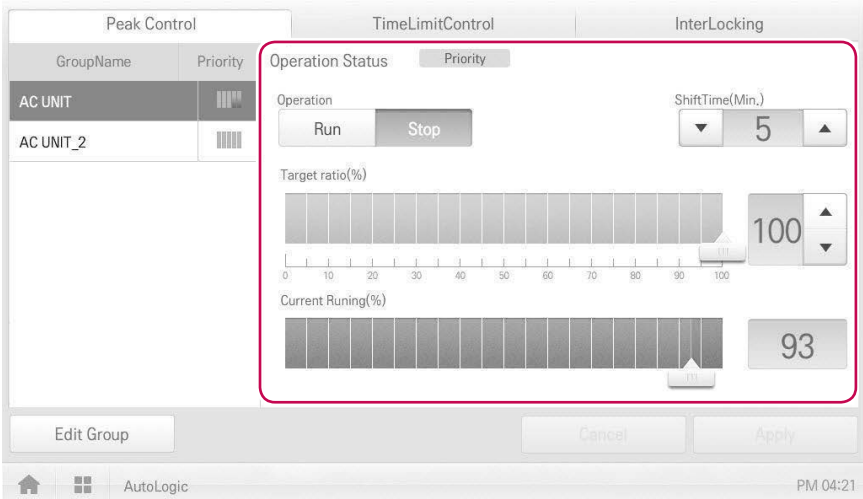 Peak Control TimeLimitControl InterLocking
GroupName Priority
AC UNIT
AC UNIT_2
Operation Status Priority
Operation ShiftTime(Min.)
Run Stop 5
Target ratio(%)
100
0 10 20 30 40 50 60 70 80 90 100
Current Runing(%)
93
Edit Group Cancel Apply
AutoLogic PM 04:21